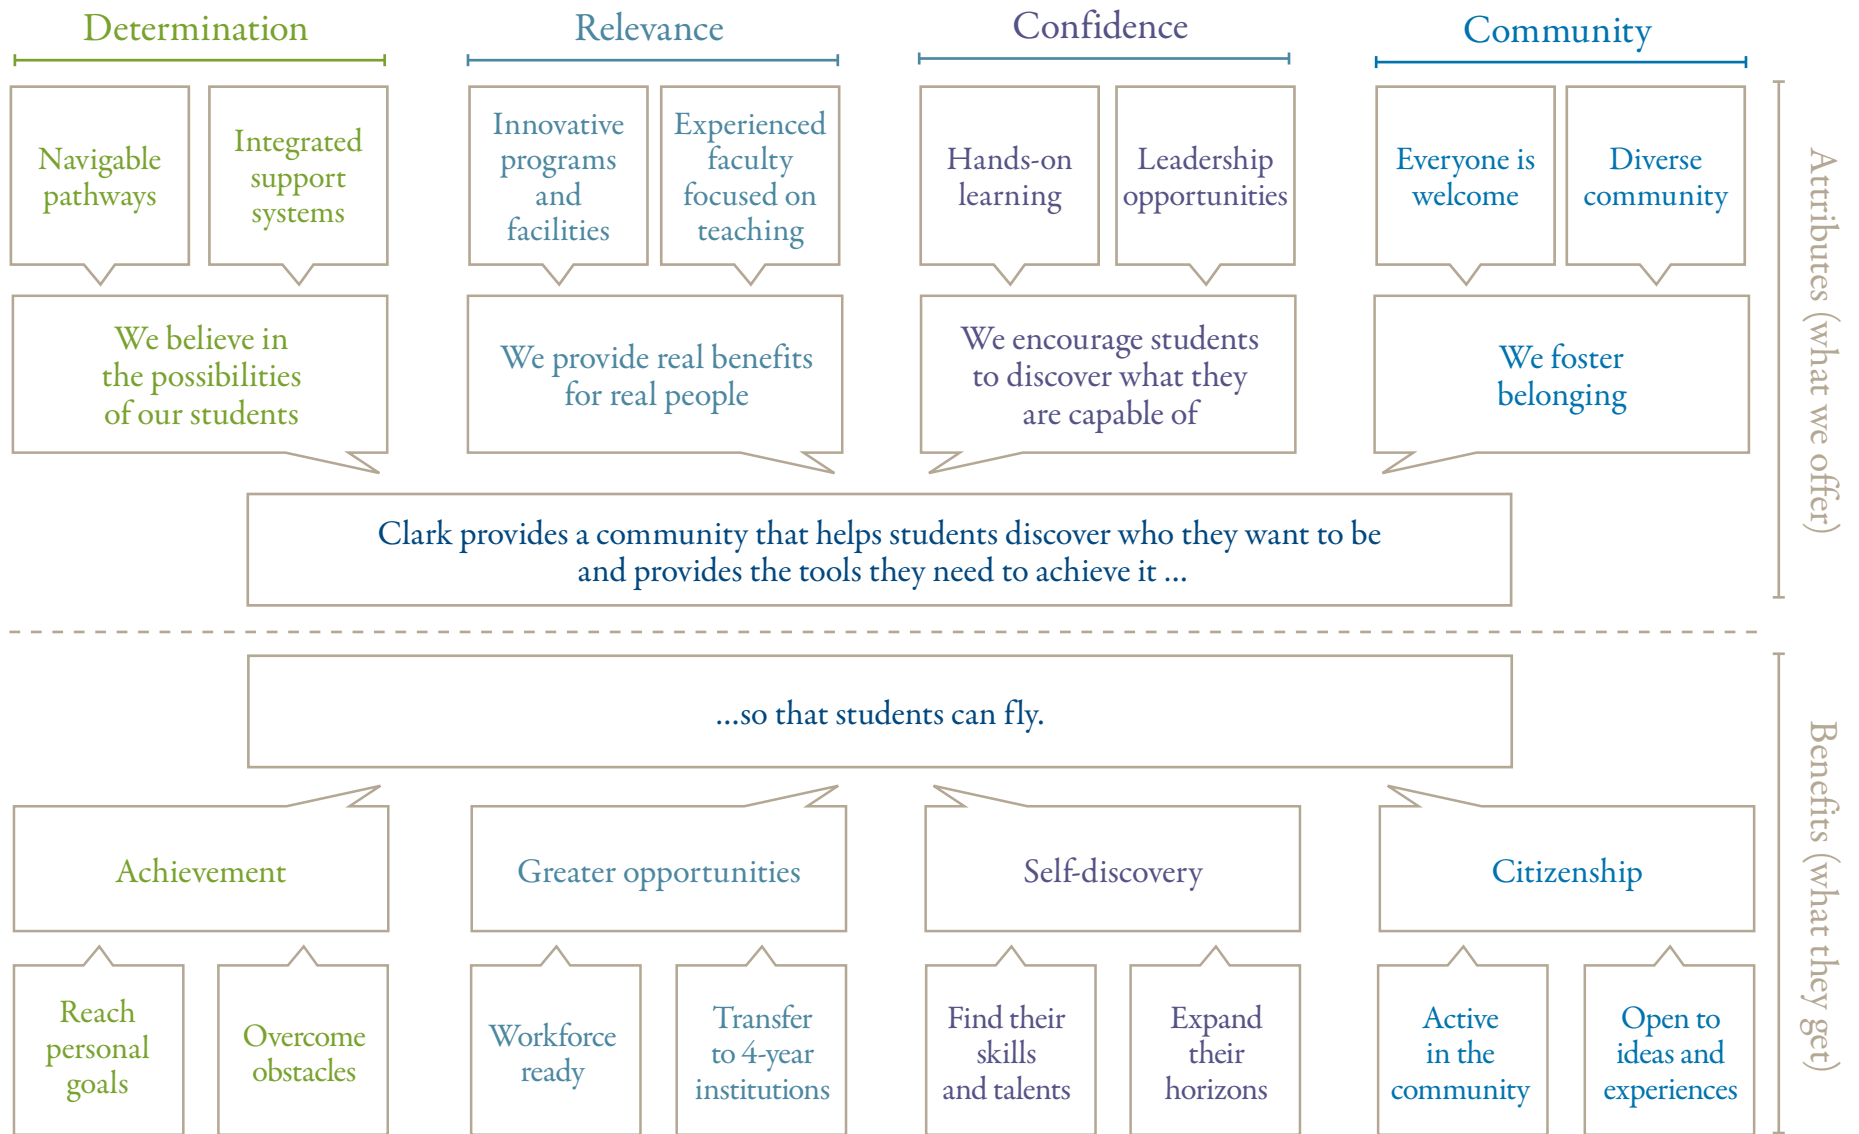 Determination
Relevance
Confidence
Community
Navigable
pathways
Integrated
support
systems
Innovative
programs
and
facilities
Experienced
faculty
focused on
teaching
Hands-on
learning
Leadership
opportunities
Everyone is
welcome
Diverse
community
We believe in
the possibilities
of our students
We provide real benefits
for real people
We encourage students
to discover what they
are capable of
We foster
belonging
Attributes (what we offer)
Clark provides a community that helps students discover who they want to be
and provides the tools they need to achieve it ...
...so that students can fly.
Achievement
Greater opportunities
Self-discovery
Citizenship
Reach
personal
goals
Overcome
obstacles
Workforce
ready
Transfer
to 4-year
institutions
Find their
skills
and talents
Expand
their
horizons
Active
in the
community
Open to
ideas and
experiences
Benefits (what they get)